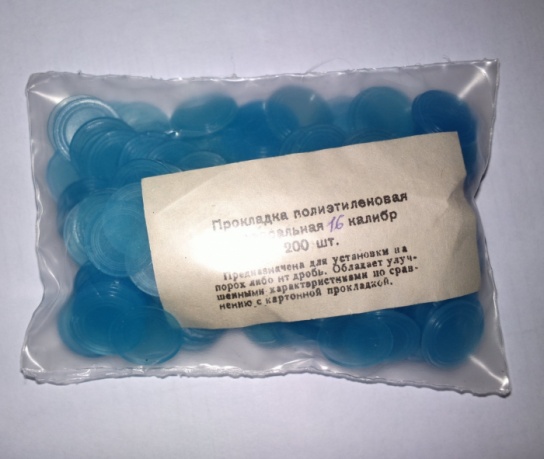 Прокладка полиэтиленовая
16 калибр
200 шт.
Предназначена для установки на
порох либо на дробь. Обладает улуч-
шенными характеристиками по срав-
нению с картонной прокладкой.